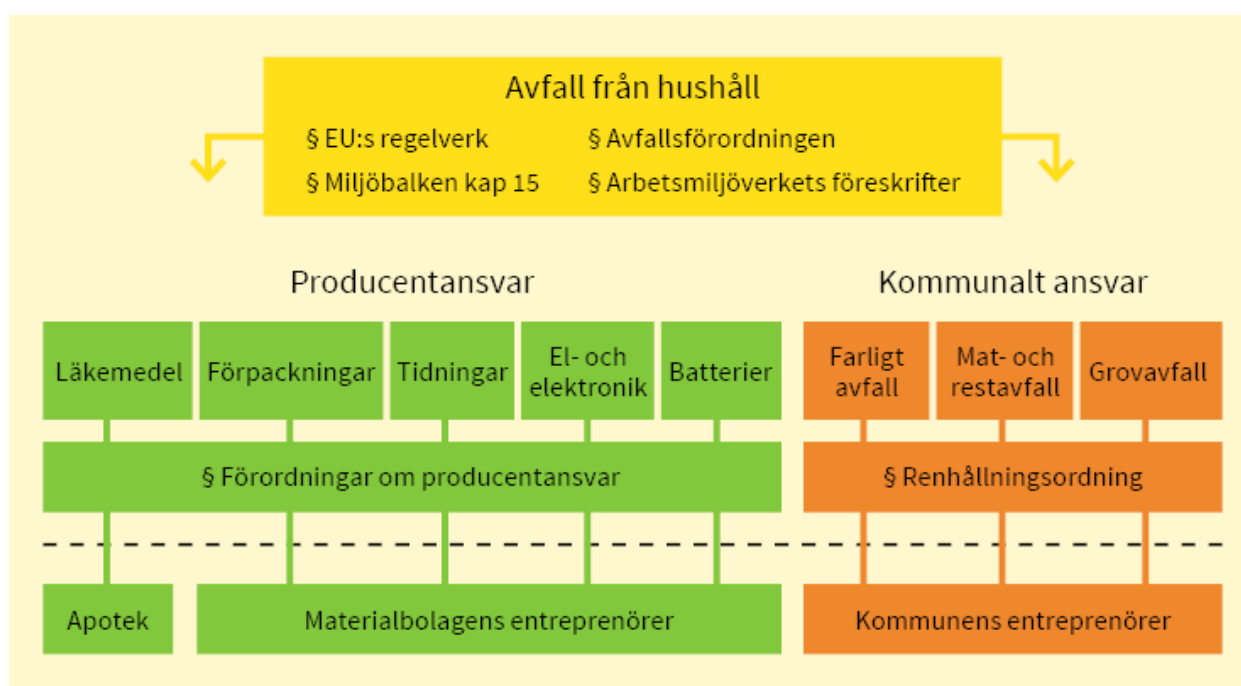 Avfall från hushåll
§ EU:s regelverk
§ Avfallsförordningen
§ Miljöbalken kap 15
§ Arbetsmiljöverkets föreskrifter
Producentansvar
Kommunalt ansvar
Läkemedel
Förpackningar
Tidningar
El- och
elektronik
Batterier
Farligt
avfall
Mat- och
restavfall
Grovavfall
§ Förordningar om producentansvar
§ Renhållningsordning
Apotek
Materialbolagens entreprenörer
Kommunens entreprenörer